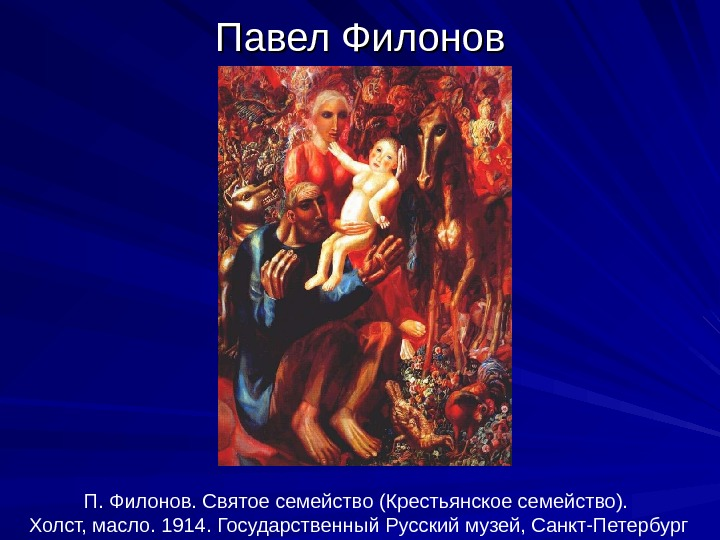 Павел Филонов
П. Филонов. Святое семейство (Крестьянское семейство).
Холст, масло. 1914. Государственный Русский музей, Санкт-Петербург